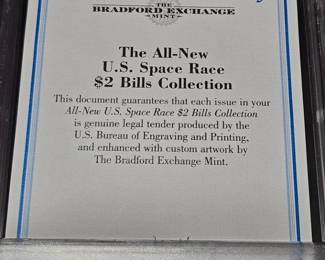 THE
BRADFORD EXCHANGE
MINT
The All-New
U.S. Space Race
$2 Bills Collection
This document guarantees that each issue in your
All-New U.S. Space Race $2 Bills Collection
is genuine legal tender produced by the
U.S. Bureau of Engraving and Printing,
and enhanced with custom artwork by
The Bradford Exchange Mint.